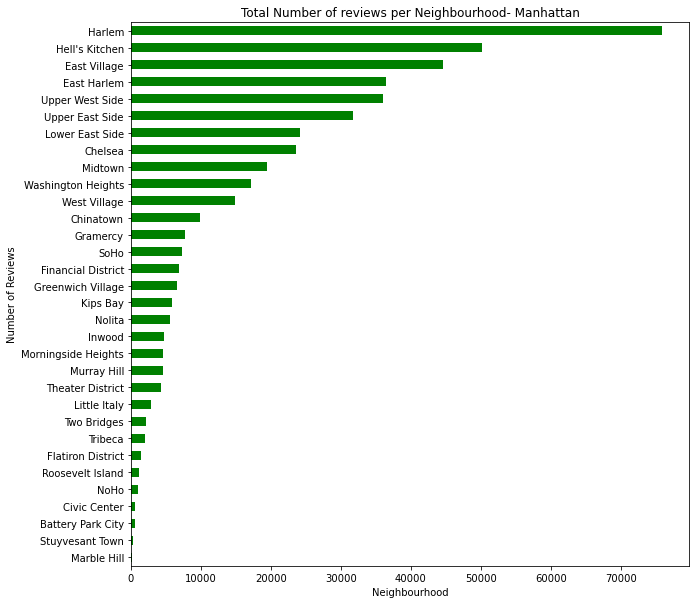 Total Number of reviews per Neighbourhood- Manhattan
Number of Reviews
Harlem
Hell's Kitchen
East Village
East Harlem
Upper West Side
Upper East Side
Lower East Side
Chelsea
Midtown
Washington Heights
West Village
Chinatown
Gramercy
SoHo
Financial District
Greenwich Village
Kips Bay
Nolita
Inwood
Morningside Heights
Murray Hill
Theater District
Little Italy
Two Bridges
Tribeca
Flatiron District
Roosevelt Island
NoHo
Civic Center
Battery Park City
Stuyvesant Town
Marble Hill
0 10000 20000 30000 40000 50000 60000 70000
Neighbourhood